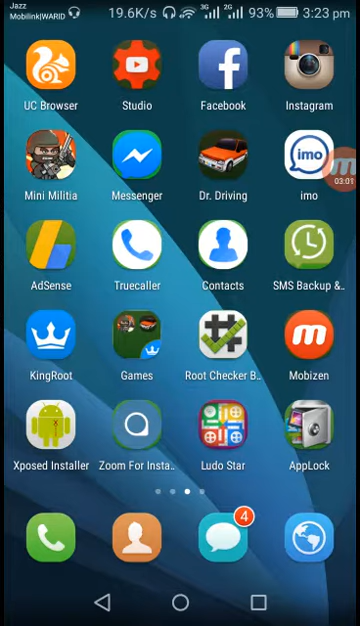 Jazz
Mobilink|WARID 19.6K/s 3G 2G 93% 3:23 pm
UC Browser Studio Facebook Instagram
imo
03:01
Mini Militia Messenger Dr. Driving imo
AdSense Truecaller Contacts SMS Backup &..
KingRoot Games Root Checker B.. Mobizen
Xposed Installer Zoom For Insta.. Ludo Star AppLock
4